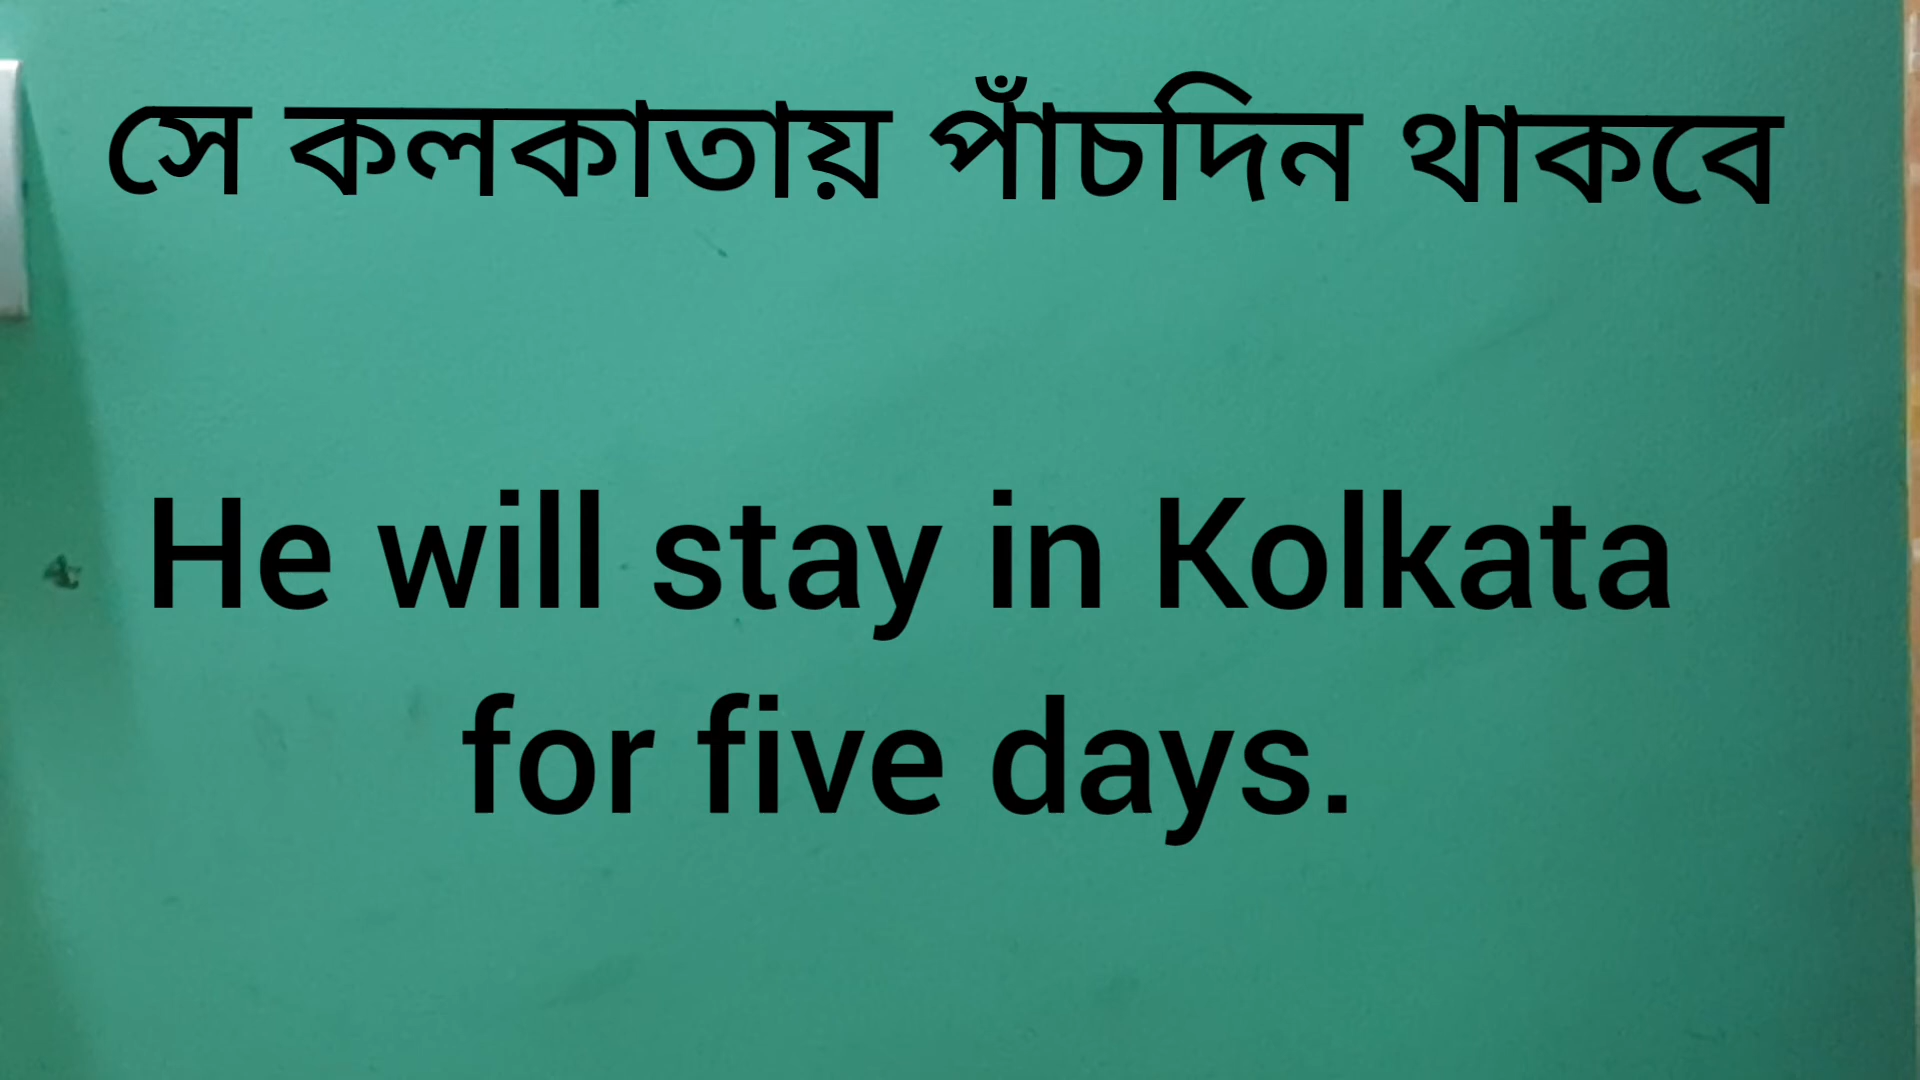 সে কলকাতায় পাঁচদিন থাকবে
He will stay in Kolkata
for five days.